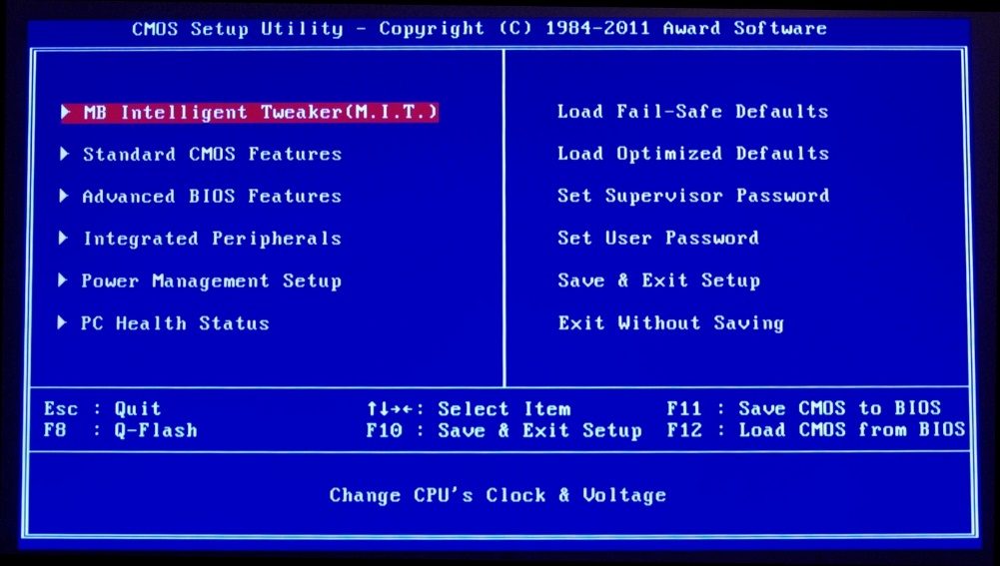 CMOS Setup Utility - Copyright (C) 1984-2011 Award Software
MB Intelligent Tweaker(M.I.T.)
Standard CMOS Features
Advanced BIOS Features
Integrated Peripherals
Power Management Setup
PC Health Status
Load Fail-Safe Defaults
Load Optimized Defaults
Set Supervisor Password
Set User Password
Save & Exit Setup
Exit Without Saving
Esc : Quit
F8 : Q-Flash
↑↓→←: Select Item
F10 : Save & Exit Setup
F11 : Save CMOS to BIOS
F12 : Load CMOS from BIOS
Change CPU's Clock & Voltage